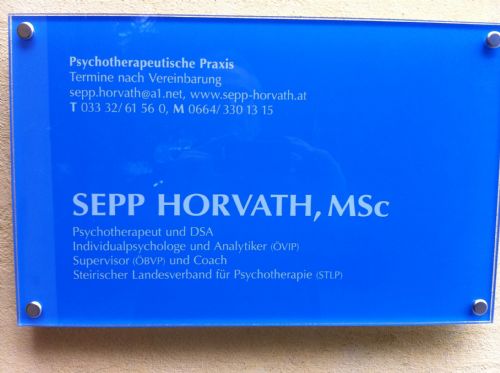 Psychotherapeutische Praxis
Termine nach Vereinbarung
sepp.horvath@a1.net, www.sepp-horvath.at
T 033 32/ 61 56 0, M 0664/ 330 13 15
SEPP HORVATH, MSc
Psychotherapeut und DSA
Individualpsychologe und Analytiker (ÖVIP)
Supervisor (ÖBVP) und Coach
Steirischer Landesverband für Psychotherapie (STLP)